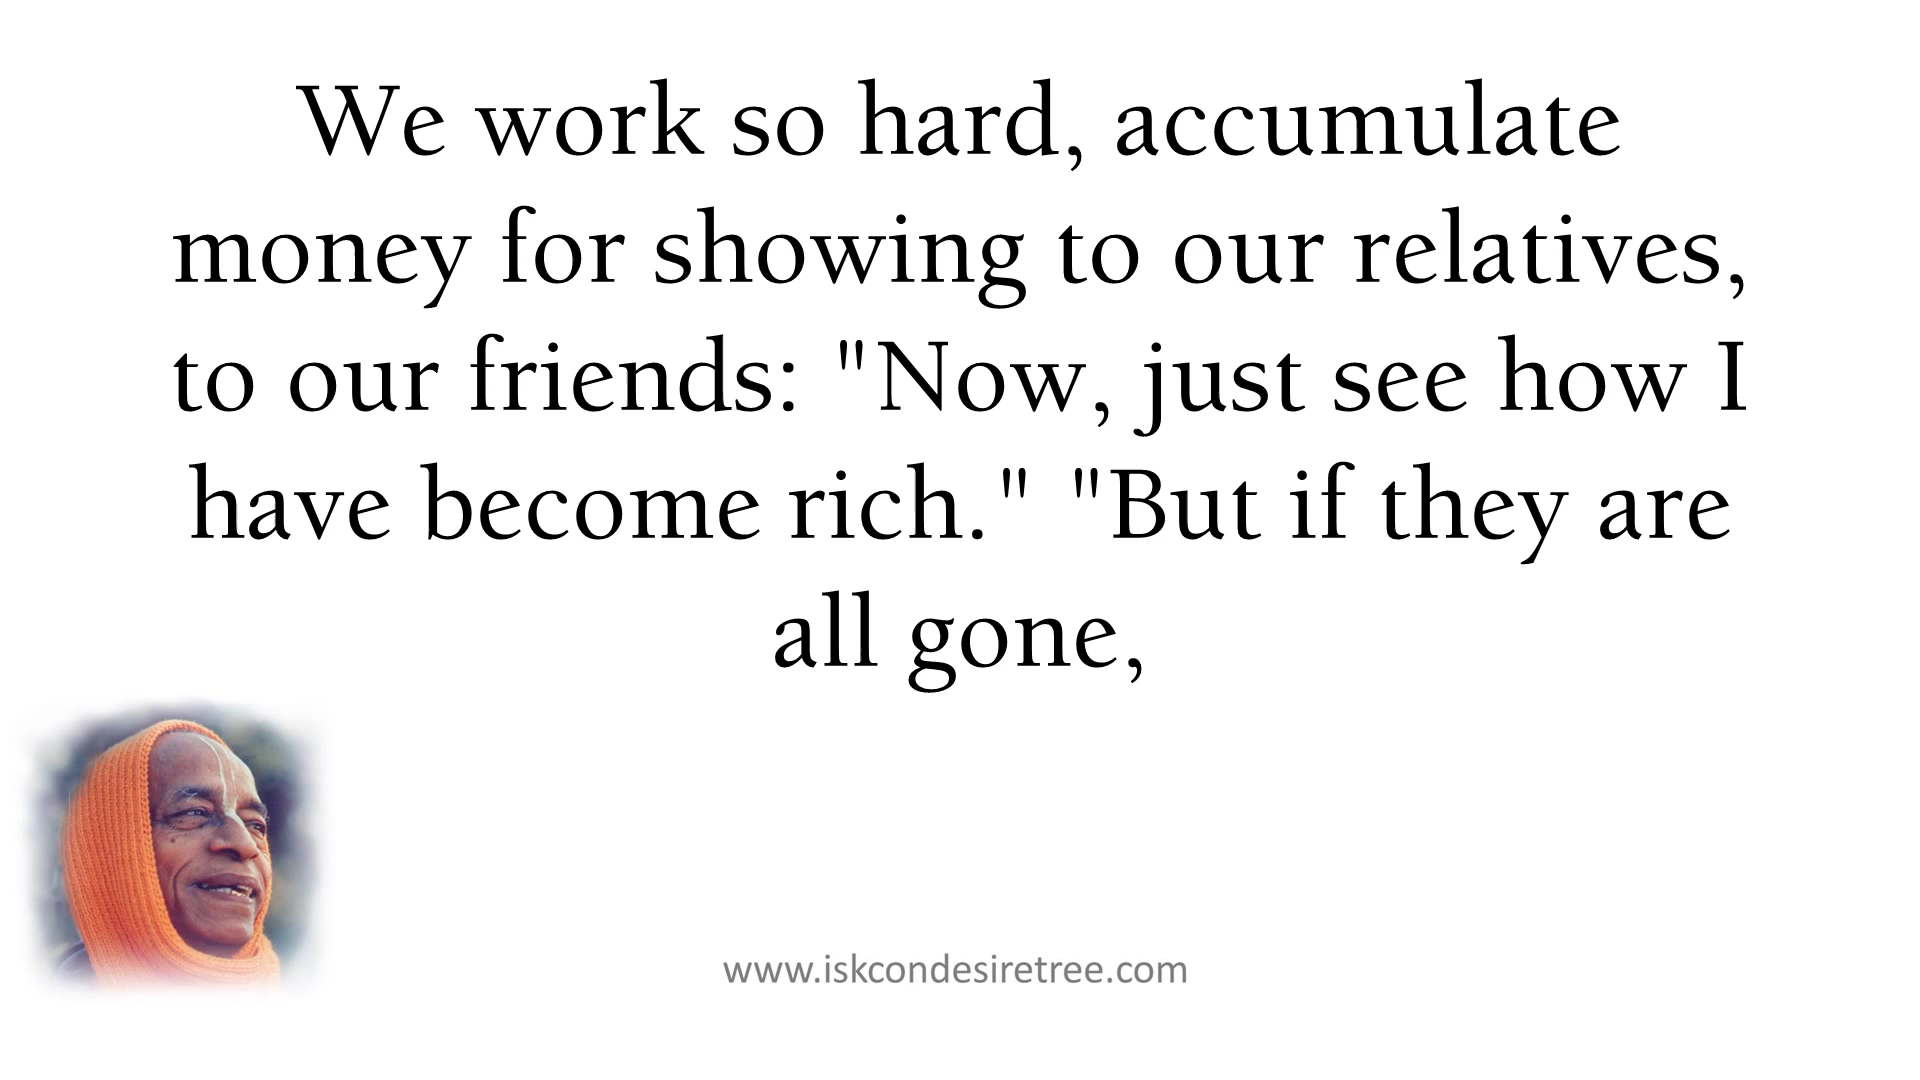 We work so hard, accumulate
money for showing to our relatives,
to our friends: "Now, just see how I
have become rich." "But if they are
all gone,
www.iskcondesiretree.com